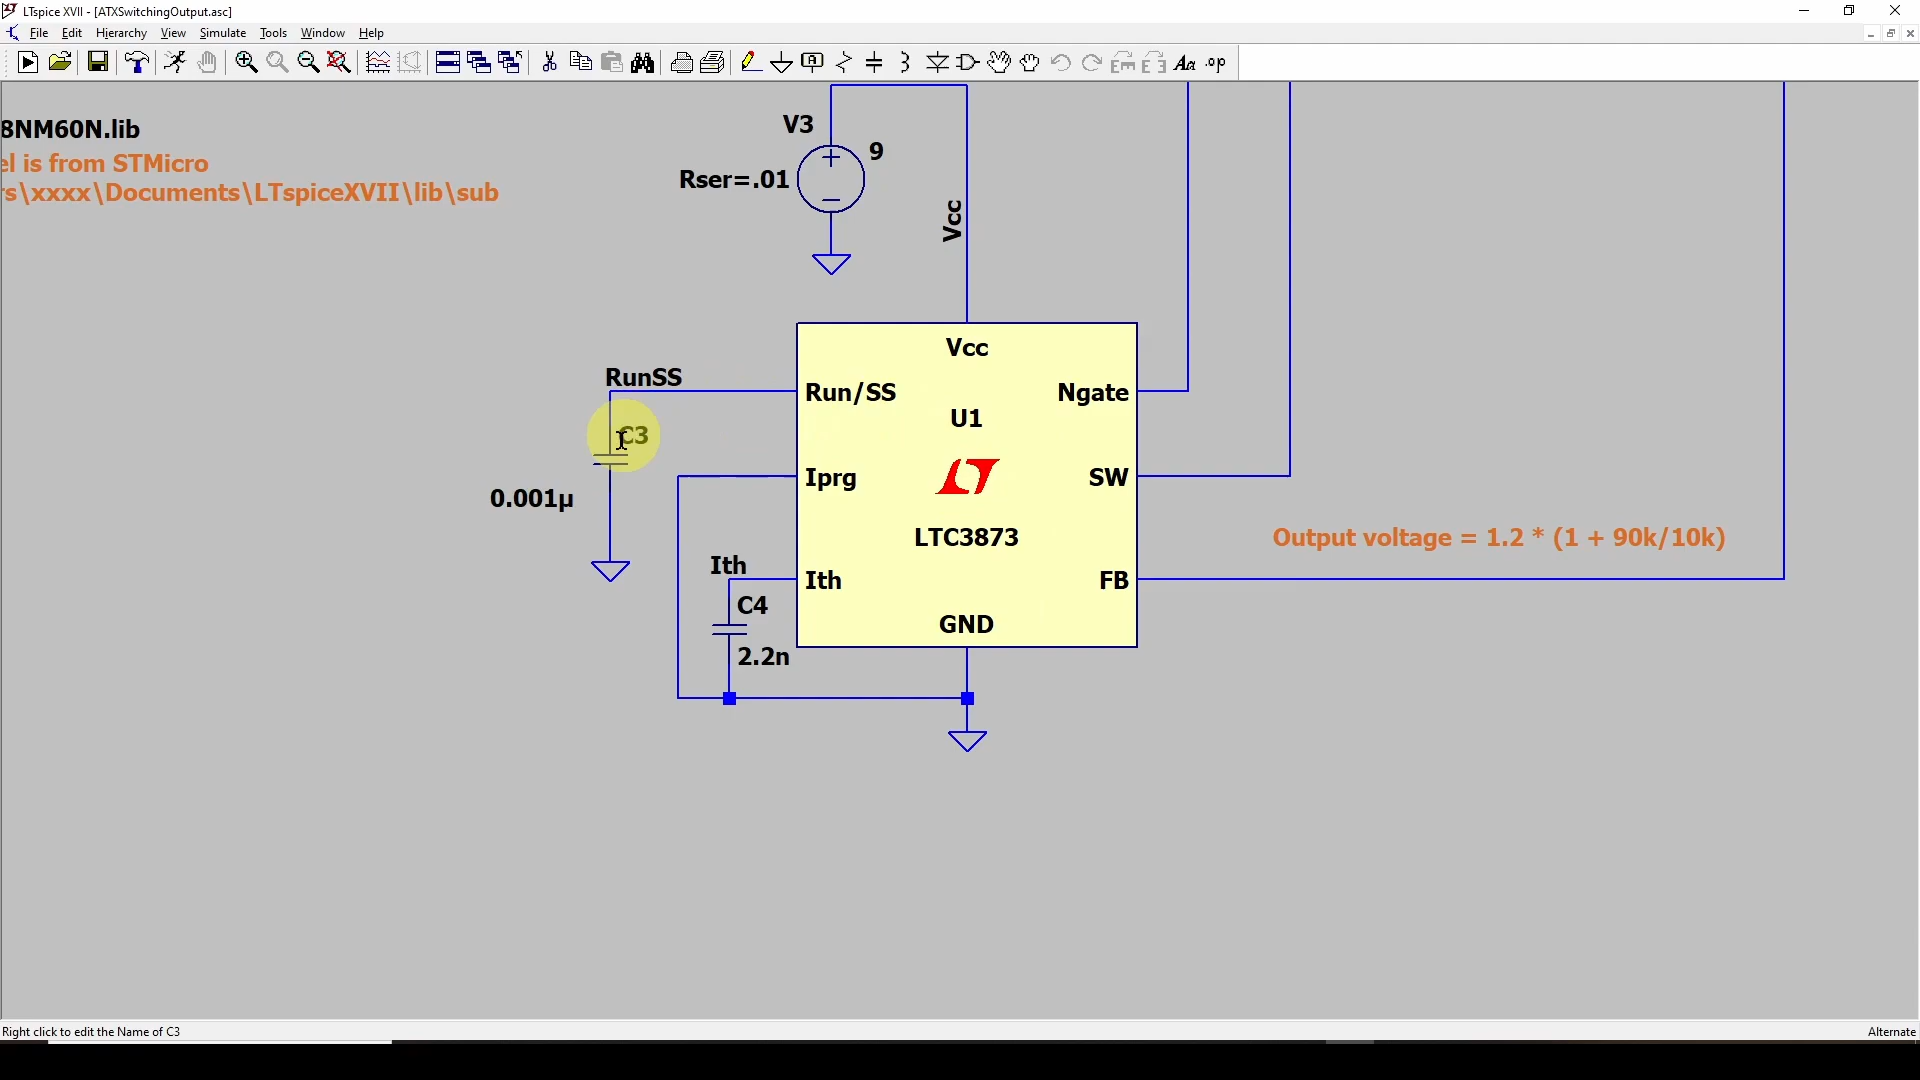 LTspice XVII - [ATXSwitchingOutput.asc]
File Edit Hierarchy View Simulate Tools Window Help
8NM60N.lib
el is from STMicro
rs\xxxx\Documents\LTspiceXVII\lib\sub
V3
9
Rser=.01
Vcc
Vcc
RunSS
Run/SS
Ngate
U1
C3
Iprg
SW
0.001µ
LTC3873
Output voltage = 1.2 * (1 + 90k/10k)
Ith
Ith
FB
C4
GND
2.2n
Right click to edit the Name of C3
Alternate